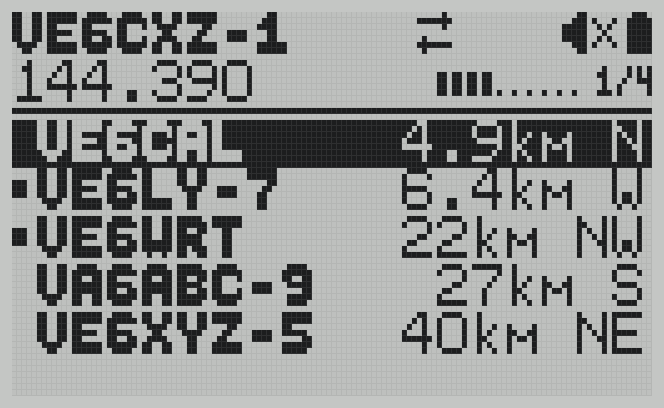 VE6CXZ-1
144.390 1/4
VE6CAL 4.9km N
VE6LY-7 6.4km W
VE6WRT 22km NW
VA6ABC-9 27km S
VE6XYZ-5 40km NE